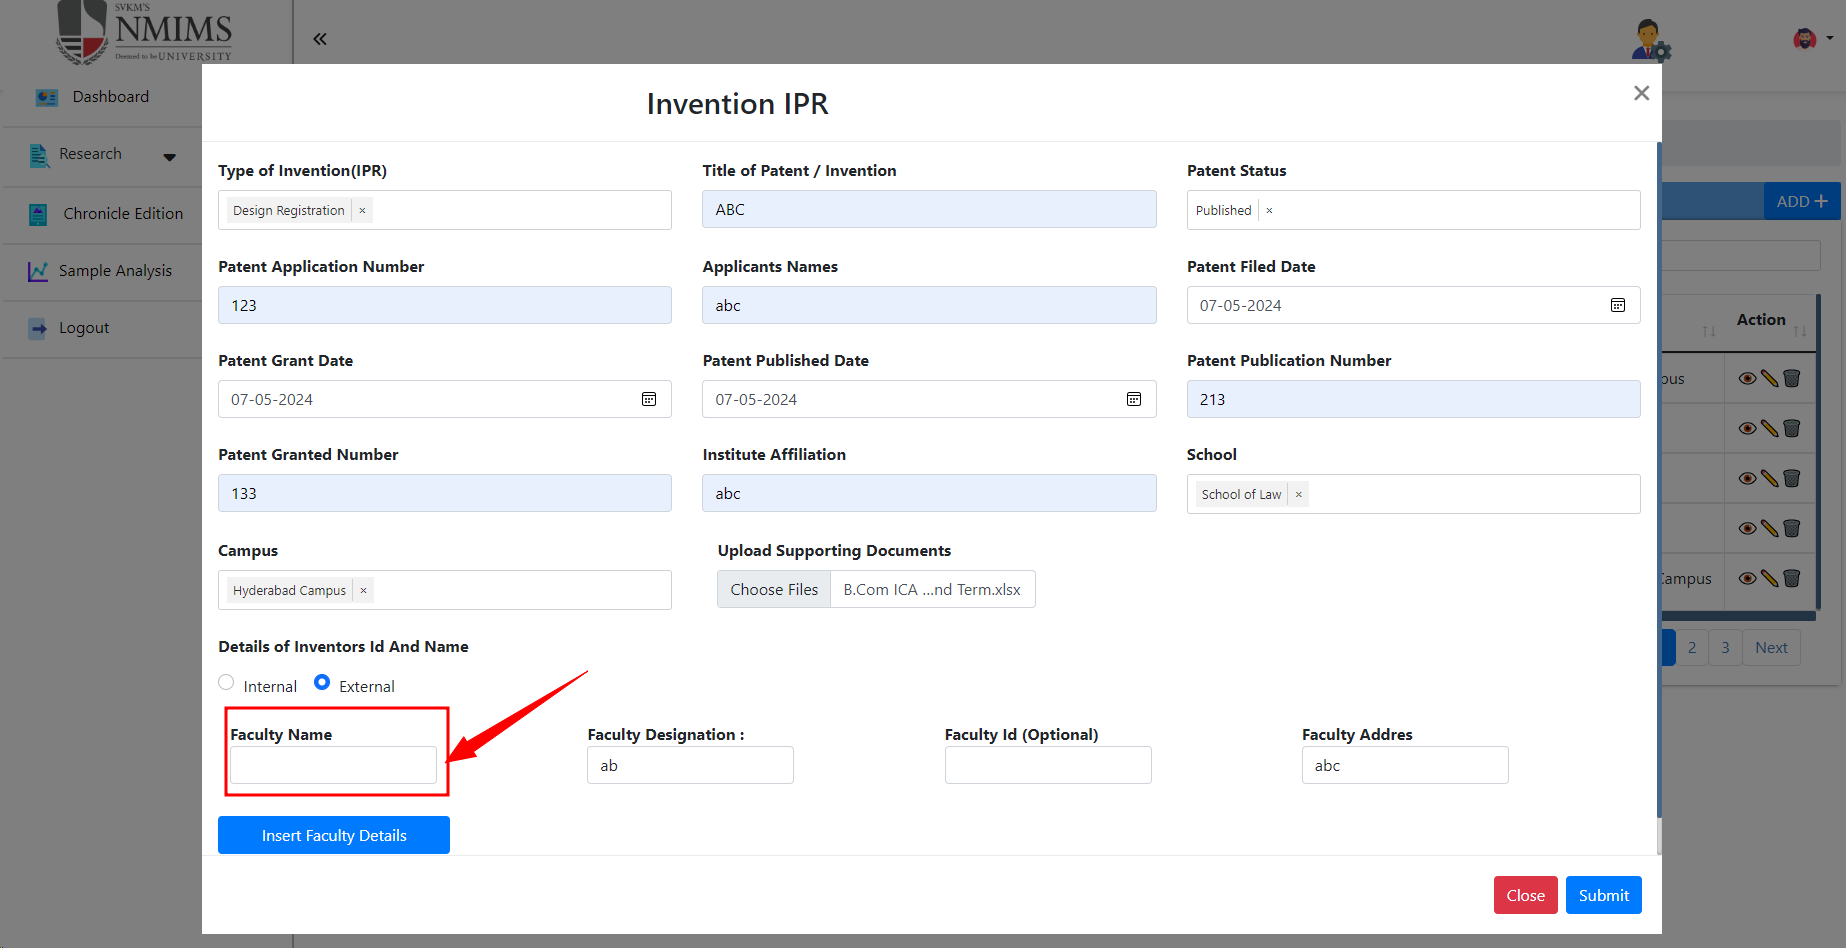 SVKM'S
NMIMS
Deemed to be UNIVERSITY
Dashboard
Research
Chronicle Edition
Sample Analysis
Logout
Invention IPR
Type of Invention(IPR)
Title of Patent / Invention
Patent Status
Design Registration ×
ABC
Published ×
Patent Application Number
Applicants Names
Patent Filed Date
123
abc
07-05-2024
Patent Grant Date
Patent Published Date
Patent Publication Number
07-05-2024
07-05-2024
213
Patent Granted Number
Institute Affiliation
School
133
abc
School of Law ×
Campus
Upload Supporting Documents
Hyderabad Campus ×
Choose Files B.Com ICA ...nd Term.xlsx
Details of Inventors Id And Name
Internal External
Faculty Name
Faculty Designation :
Faculty Id (Optional)
Faculty Addres
ab
abc
Insert Faculty Details
Close Submit
ADD +
Action
pus
Campus
2 3 Next